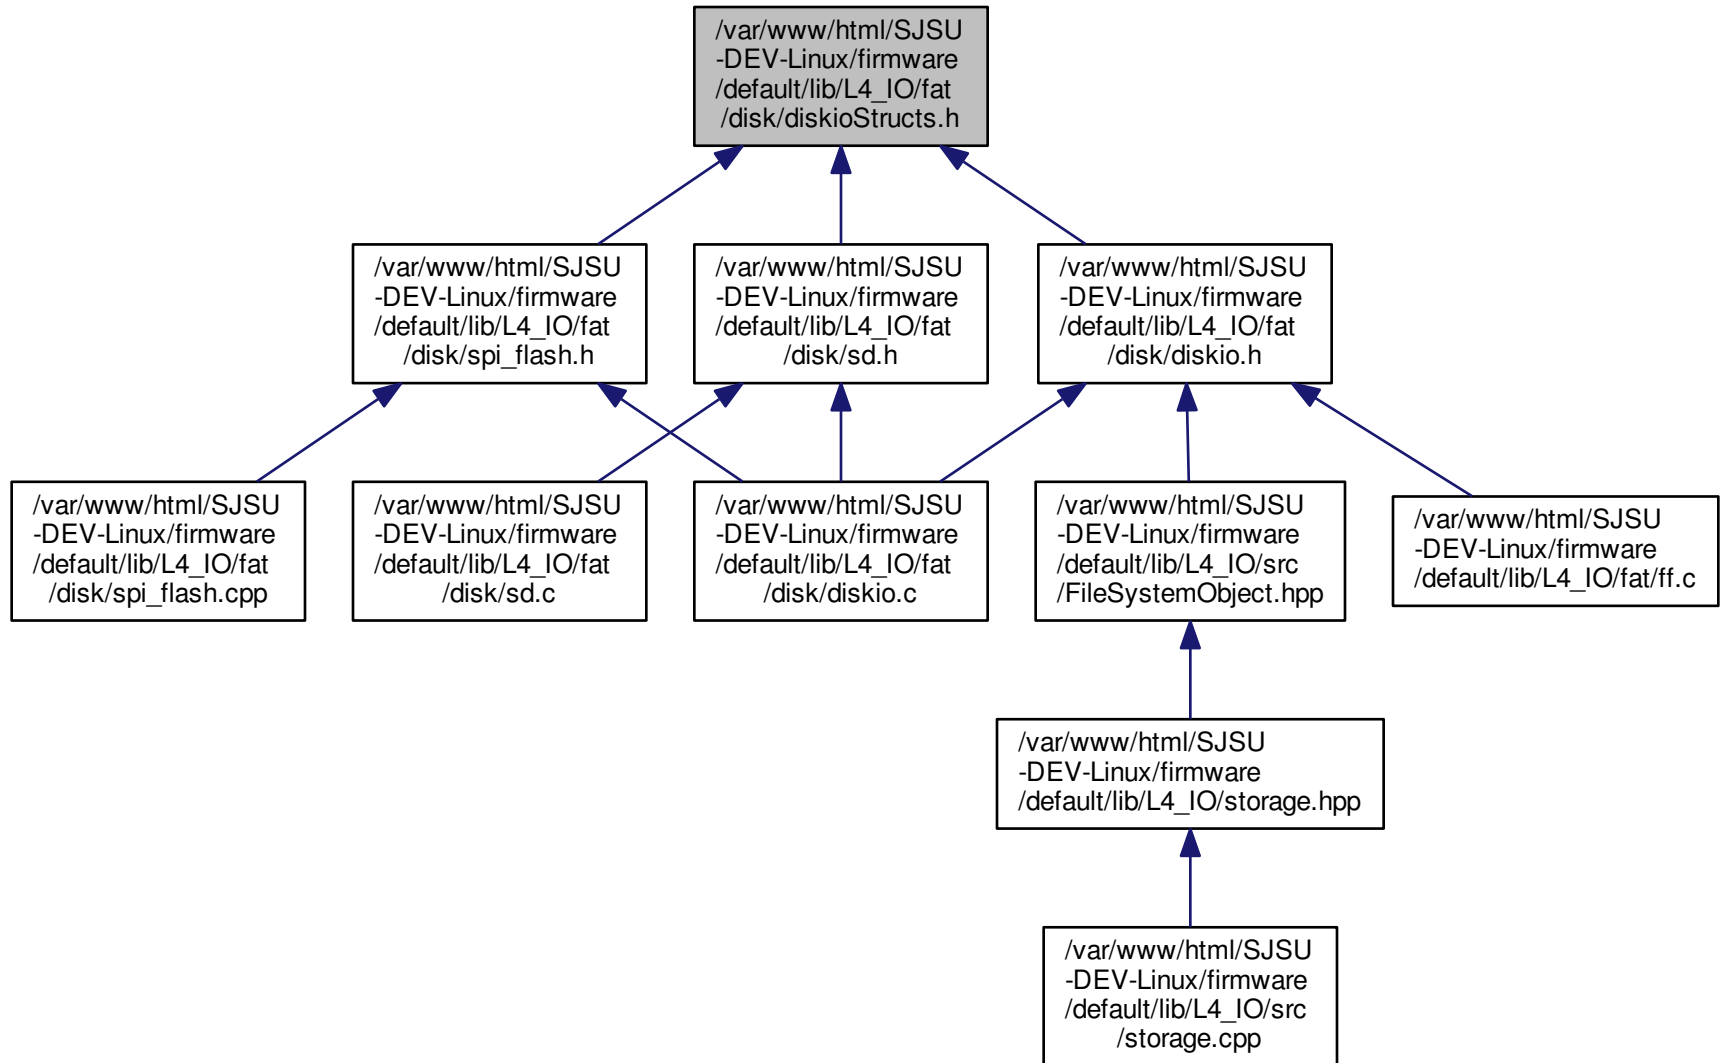 /var/www/html/SJSU
-DEV-Linux/firmware
/default/lib/L4_IO/fat
/disk/diskioStructs.h
/var/www/html/SJSU
-DEV-Linux/firmware
/default/lib/L4_IO/fat
/disk/spi_flash.h
/var/www/html/SJSU
-DEV-Linux/firmware
/default/lib/L4_IO/fat
/disk/sd.h
/var/www/html/SJSU
-DEV-Linux/firmware
/default/lib/L4_IO/fat
/disk/diskio.h
/var/www/html/SJSU
-DEV-Linux/firmware
/default/lib/L4_IO/fat
/disk/spi_flash.cpp
/var/www/html/SJSU
-DEV-Linux/firmware
/default/lib/L4_IO/fat
/disk/sd.c
/var/www/html/SJSU
-DEV-Linux/firmware
/default/lib/L4_IO/fat
/disk/diskio.c
/var/www/html/SJSU
-DEV-Linux/firmware
/default/lib/L4_IO/src
/FileSystemObject.hpp
/var/www/html/SJSU
-DEV-Linux/firmware
/default/lib/L4_IO/fat/ff.c
/var/www/html/SJSU
-DEV-Linux/firmware
/default/lib/L4_IO/storage.hpp
/var/www/html/SJSU
-DEV-Linux/firmware
/default/lib/L4_IO/src
/storage.cpp